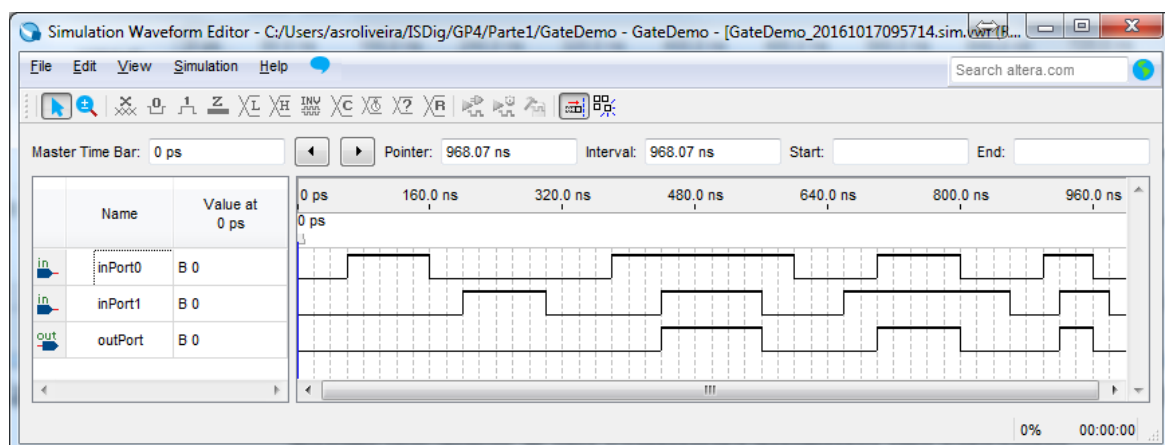 Simulation Waveform Editor - C:/Users/asroliveira/ISDig/GP4/Parte1/GateDemo - GateDemo - [GateDemo_20161017095714.sim.vwf (R...
File Edit View Simulation Help
Search altera.com
Master Time Bar: 0 ps Pointer: 968.07 ns Interval: 968.07 ns Start: End:
Name Value at 0 ps
0 ps 160.0 ns 320.0 ns 480.0 ns 640.0 ns 800.0 ns 960.0 ns
0 ps
in inPort0 B 0
in inPort1 B 0
out outPort B 0
0% 00:00:00